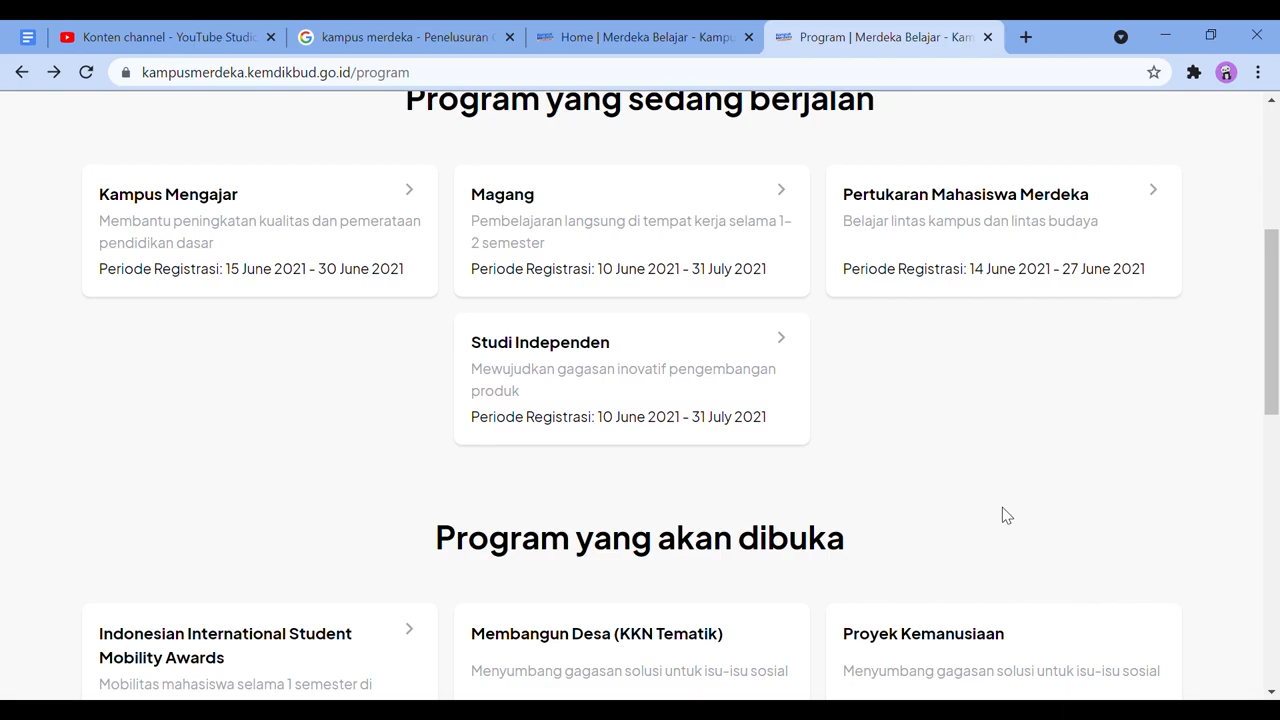 Konten channel - YouTube Studio
kampus merdeka - Penelusuran
Home | Merdeka Belajar - Kampu
Program | Merdeka Belajar - Kam
kampusmerdeka.kemdikbud.go.id/program
Program yang sedang berjalan
Kampus Mengajar
Membantu peningkatan kualitas dan pemerataan
pendidikan dasar
Periode Registrasi: 15 June 2021 - 30 June 2021
Magang
Pembelajaran langsung di tempat kerja selama 1-
2 semester
Periode Registrasi: 10 June 2021 - 31 July 2021
Pertukaran Mahasiswa Merdeka
Belajar lintas kampus dan lintas budaya
Periode Registrasi: 14 June 2021 - 27 June 2021
Studi Independen
Mewujudkan gagasan inovatif pengembangan
produk
Periode Registrasi: 10 June 2021 - 31 July 2021
Program yang akan dibuka
Indonesian International Student
Mobility Awards
Mobilitas mahasiswa selama 1 semester di
Membangun Desa (KKN Tematik)
Menyumbang gagasan solusi untuk isu-isu sosial
Proyek Kemanusiaan
Menyumbang gagasan solusi untuk isu-isu sosial